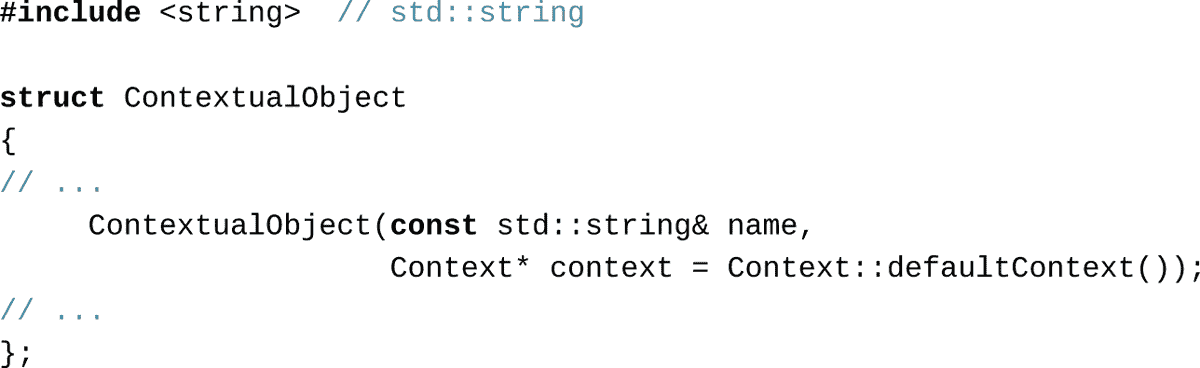 #include <string>  // std::string
struct ContextualObject
{
// ...
     ContextualObject(const std::string& name,
                      Context* context = Context::defaultContext());
// ...
};